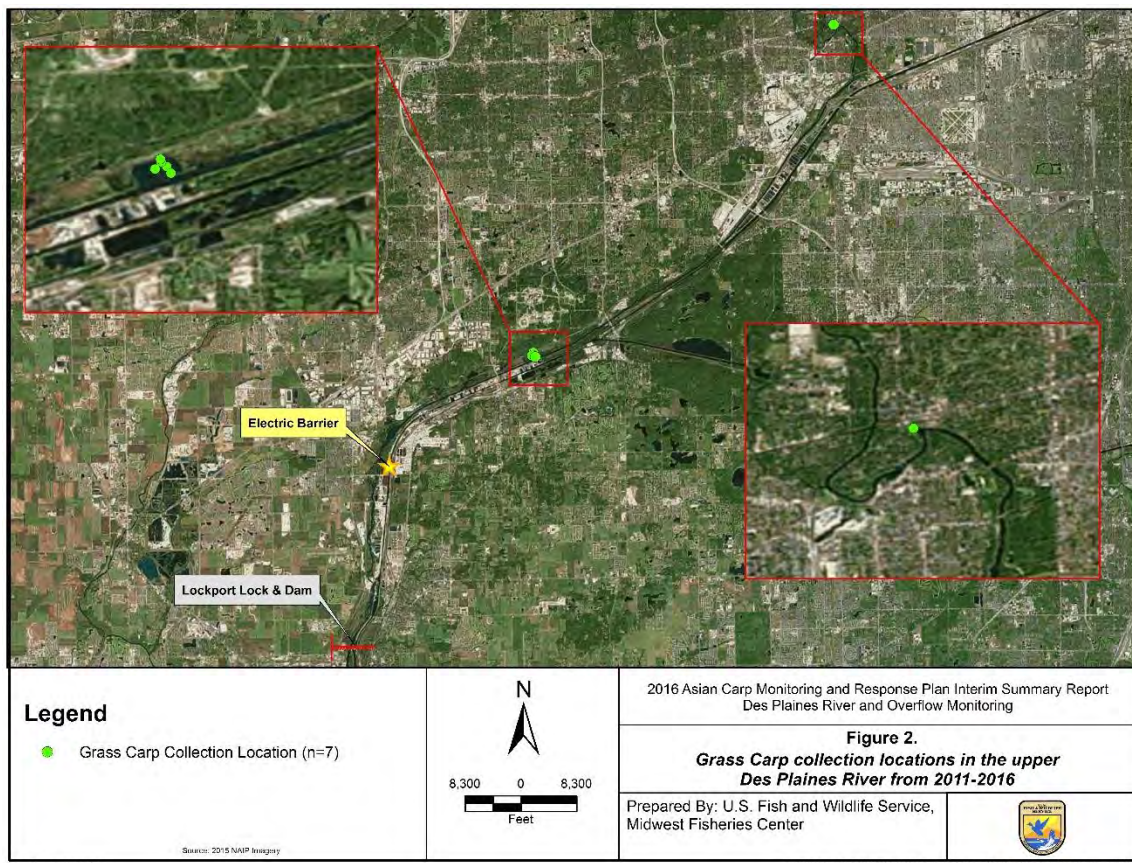 Electric Barrier
Lockport Lock & Dam
Legend
Grass Carp Collection Location (n=7)
Source: 2015 NAIP Imagery
N
8,300 0 8,300
Feet
2016 Asian Carp Monitoring and Response Plan Interim Summary Report
Des Plaines River and Overflow Monitoring
Figure 2.
Grass Carp collection locations in the upper
Des Plaines River from 2011-2016
Prepared By: U.S. Fish and Wildlife Service,
Midwest Fisheries Center